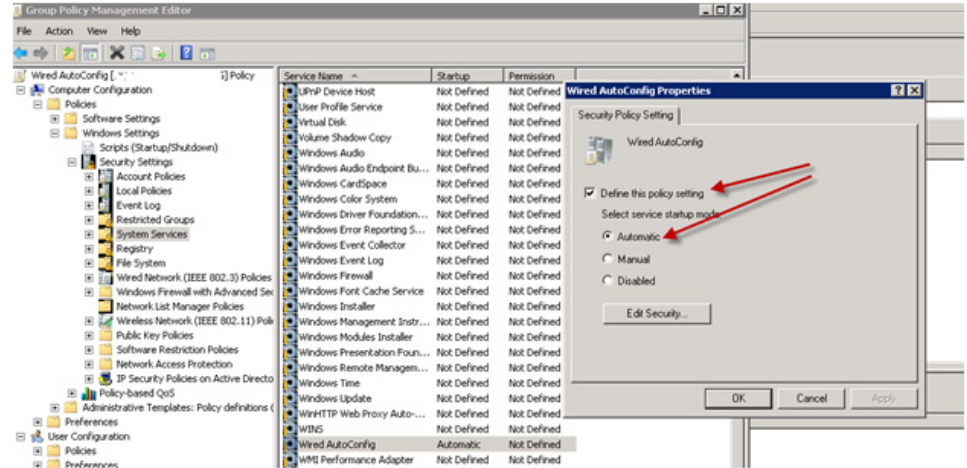 Group Policy Management Editor
File Action View Help
Wired AutoConfig [
] Policy
Computer Configuration
Policies
Software Settings
Windows Settings
Scripts (Startup/Shutdown)
Security Settings
Account Policies
Local Policies
Event Log
Restricted Groups
System Services
Registry
File System
Wired Network (IEEE 802.3) Policies
Windows Firewall with Advanced Sec
Network List Manager Policies
Wireless Network (IEEE 802.11) Poli
Public Key Policies
Software Restriction Policies
Network Access Protection
IP Security Policies on Active Directo
Policy-based QoS
Administrative Templates: Policy definitions (
Preferences
User Configuration
Policies
Preferences
Service Name Startup Permission
UPnP Device Host Not Defined Not Defined
User Profile Service Not Defined Not Defined
Virtual Disk Not Defined Not Defined
Volume Shadow Copy Not Defined Not Defined
Windows Audio Not Defined Not Defined
Windows Audio Endpoint Bu... Not Defined Not Defined
Windows CardSpace Not Defined Not Defined
Windows Color System Not Defined Not Defined
Windows Driver Foundation... Not Defined Not Defined
Windows Error Reporting S... Not Defined Not Defined
Windows Event Collector Not Defined Not Defined
Windows Event Log Not Defined Not Defined
Windows Firewall Not Defined Not Defined
Windows Font Cache Service Not Defined Not Defined
Windows Installer Not Defined Not Defined
Windows Management Instr... Not Defined Not Defined
Windows Modules Installer Not Defined Not Defined
Windows Presentation Foun... Not Defined Not Defined
Windows Remote Managem... Not Defined Not Defined
Windows Time Not Defined Not Defined
Windows Update Not Defined Not Defined
WinHTTP Web Proxy Auto-... Not Defined Not Defined
WINS Not Defined Not Defined
Wired AutoConfig Automatic Not Defined
WMI Performance Adapter Not Defined Not Defined
Wired AutoConfig Properties
Security Policy Setting
Wired AutoConfig
Define this policy setting
Select service startup mode
Automatic
Manual
Disabled
Edit Security...
OK Cancel Apply